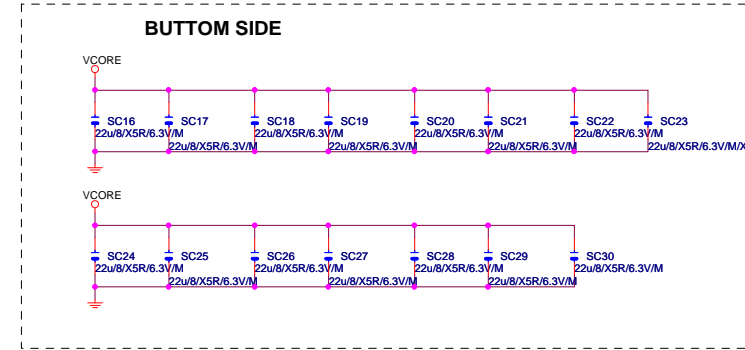 BUTTOM SIDE
VCORE
SC16 SC17 SC18 SC19 SC20 SC21 SC22 SC23
22u/8/X5R/6.3V/M 22u/8/X5R/6.3V/M 22u/8/X5R/6.3V/M 22u/8/X5R/6.3V/M
22u/8/X5R/6.3V/M 22u/8/X5R/6.3V/M 22u/8/X5R/6.3V/M 22u/8/X5R/6.3V/M/X
VCORE
SC24 SC25 SC26 SC27 SC28 SC29 SC30
22u/8/X5R/6.3V/M 22u/8/X5R/6.3V/M 22u/8/X5R/6.3V/M 22u/8/X5R/6.3V/M
22u/8/X5R/6.3V/M 22u/8/X5R/6.3V/M 22u/8/X5R/6.3V/M